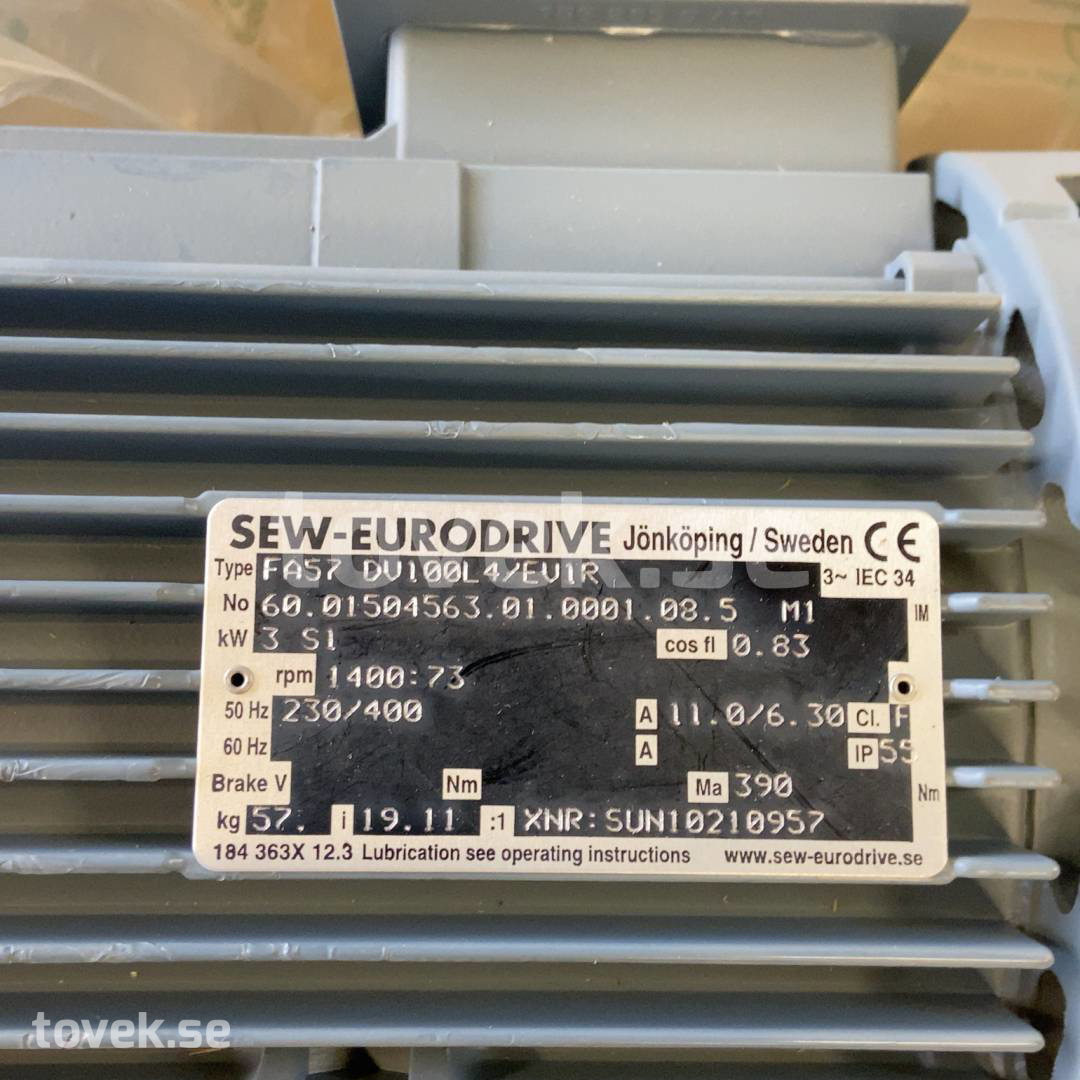 SEW-EURODRIVE Jönköping / Sweden CE
Type FA57 DV100L4/EV1R 3~ IEC 34
No 60.01504563.01.0001.08.5 M1 IM
kW 3 S1 cos fl 0.83
rpm 1400:73
50 Hz 230/400 A 11.0/6.30 Cl. F
60 Hz A IP 55
Brake V Nm Ma 390 Nm
kg 57. i 19.11 :1 XNR:SUN10210957
184 363X 12.3 Lubrication see operating instructions www.sew-eurodrive.se
tovek.se